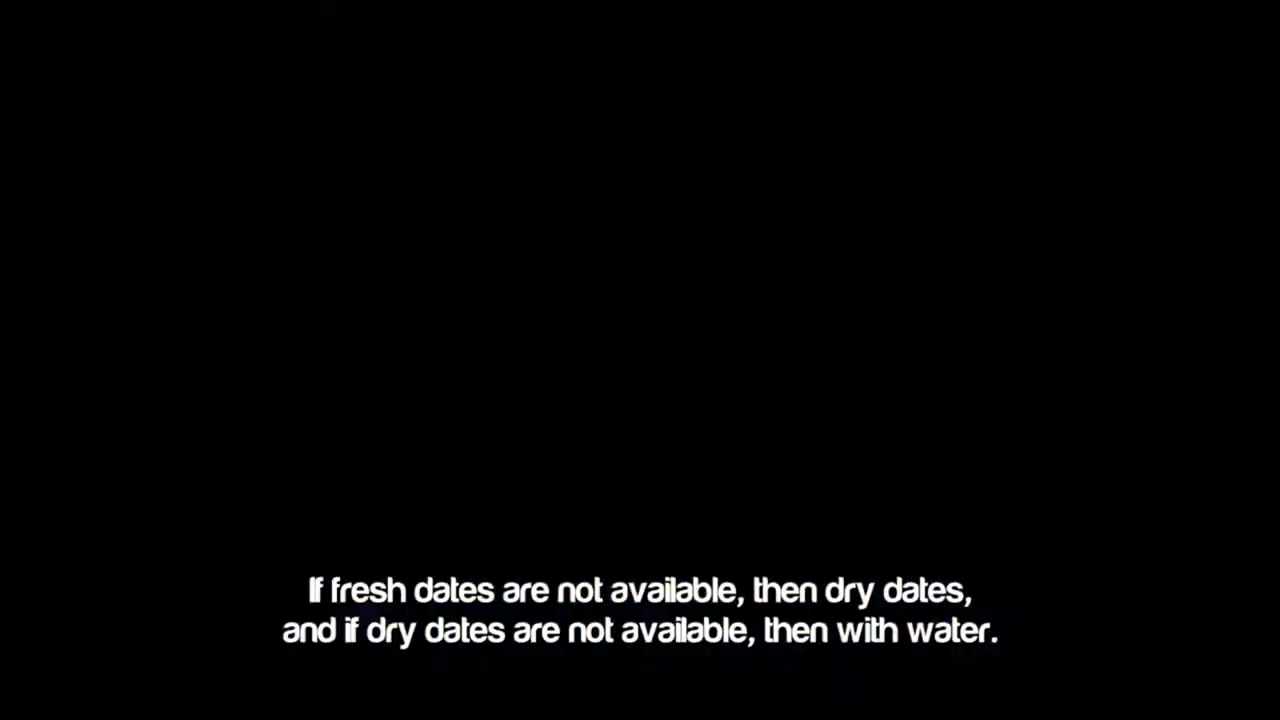 If fresh dates are not available, then dry dates,
and if dry dates are not available, then with water.